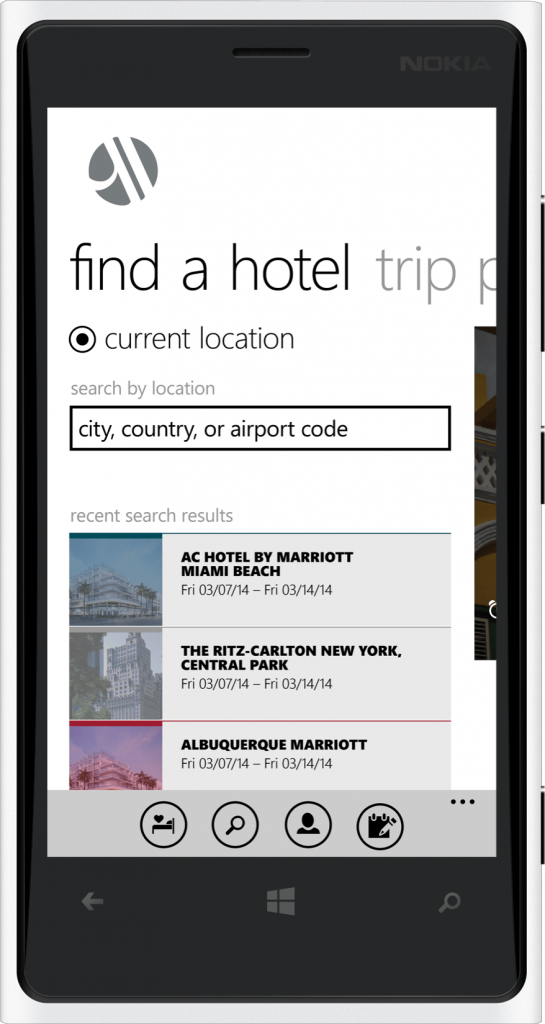 NOKIA
find a hotel trip p
current location
search by location
city, country, or airport code
recent search results
AC HOTEL BY MARRIOTT
MIAMI BEACH
Fri 03/07/14 – Fri 03/14/14
THE RITZ-CARLTON NEW YORK,
CENTRAL PARK
Fri 03/07/14 – Fri 03/14/14
ALBUQUERQUE MARRIOTT
Fri 03/07/14 – Fri 03/14/14